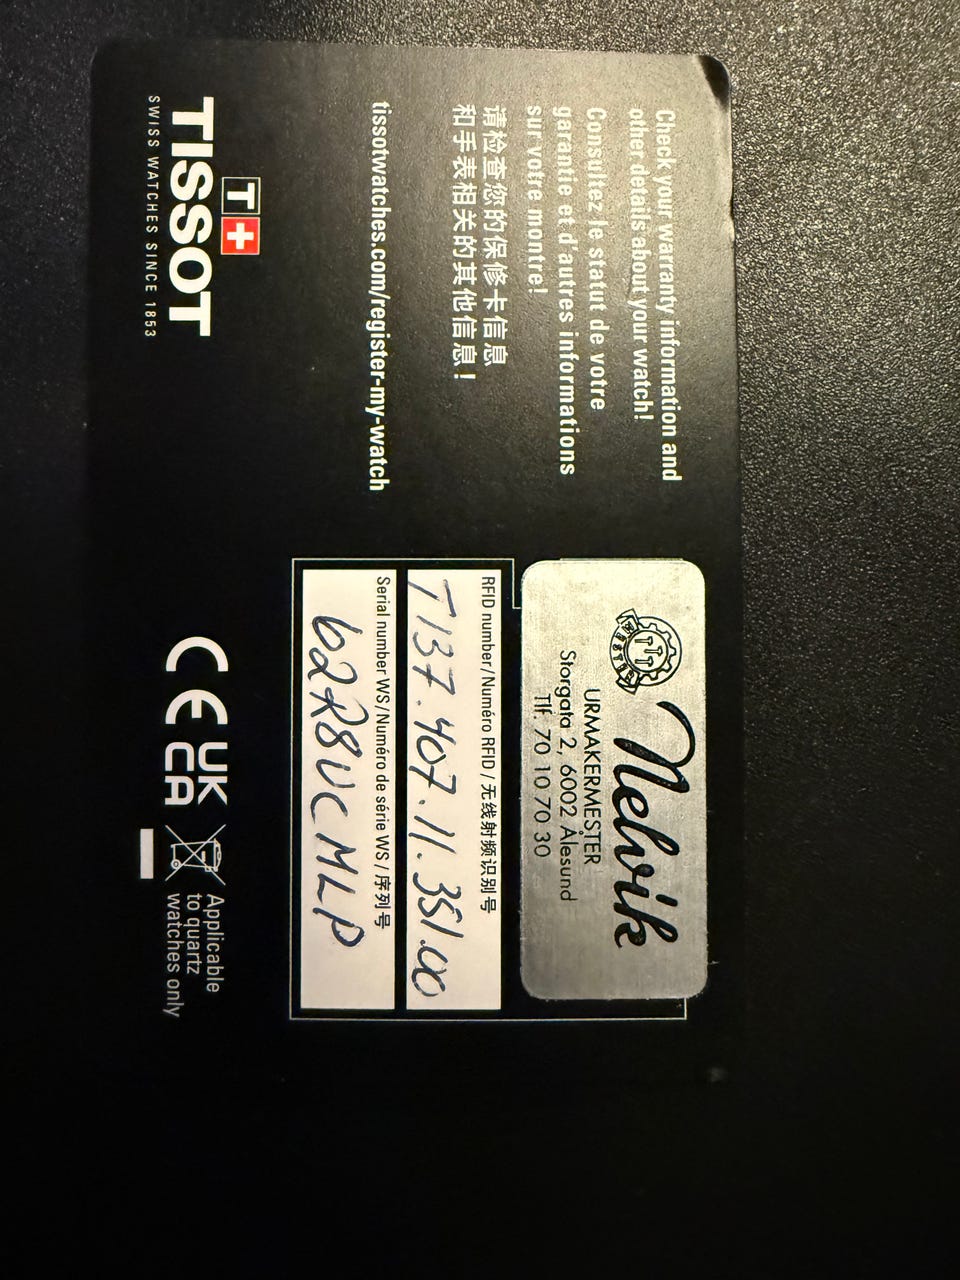 Check your warranty information and
other details about your watch!
Consultez le statut de votre
garantie et d'autres informations
sur votre montre!
请检查您的保修卡信息
和手表相关的其他信息!
tissotwatches.com/register-my-watch
T+
TISSOT
SWISS WATCHES SINCE 1853
Nelvik
URMAKERMESTER
Storgata 2, 6002 Ålesund
Tlf. 70 10 70 30
RFID number/Numéro RFID/无线射频识别号
T137.407.11.351.00
Serial number WS/Numéro de série WS/序列号
62R8UCMLP
CE
UK
CA
Applicable
to quartz
watches only